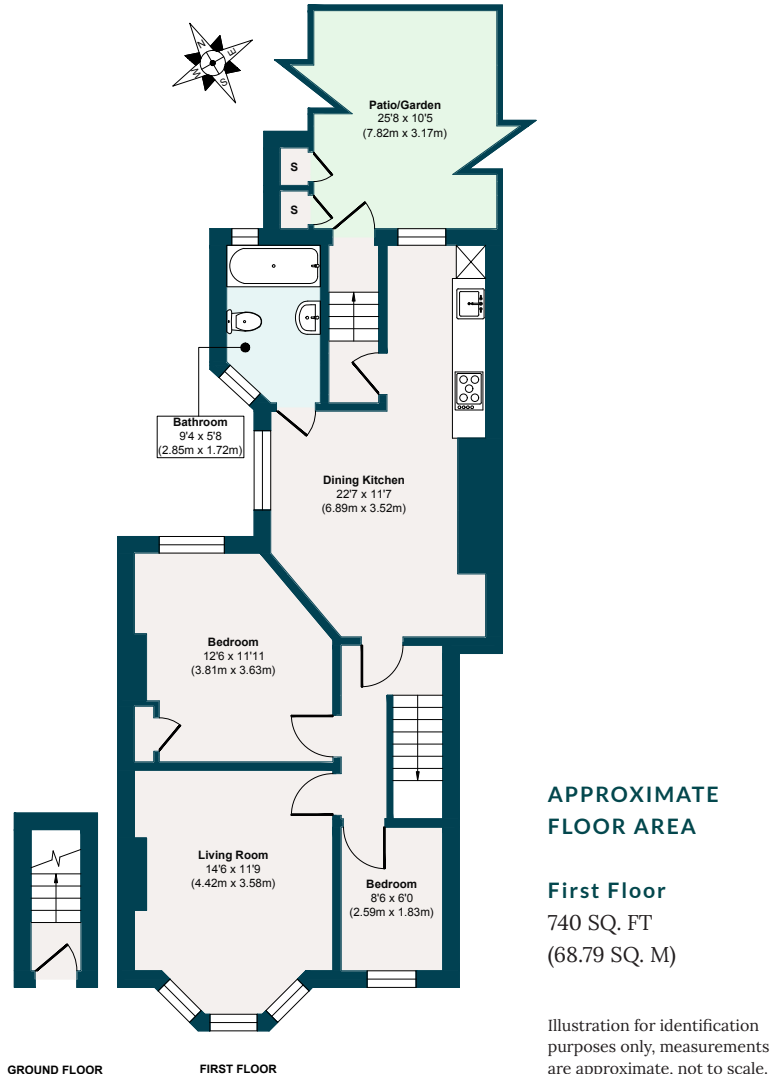 N
E
S
W
Patio/Garden
25'8 x 10'5
(7.82m x 3.17m)
S
S
Bathroom
9'4 x 5'8
(2.85m x 1.72m)
Dining Kitchen
22'7 x 11'7
(6.89m x 3.52m)
Bedroom
12'6 x 11'11
(3.81m x 3.63m)
Living Room
14'6 x 11'9
(4.42m x 3.58m)
Bedroom
8'6 x 6'0
(2.59m x 1.83m)
GROUND FLOOR
FIRST FLOOR
APPROXIMATE
FLOOR AREA
First Floor
740 SQ. FT
(68.79 SQ. M)
Illustration for identification
purposes only, measurements
are approximate, not to scale.